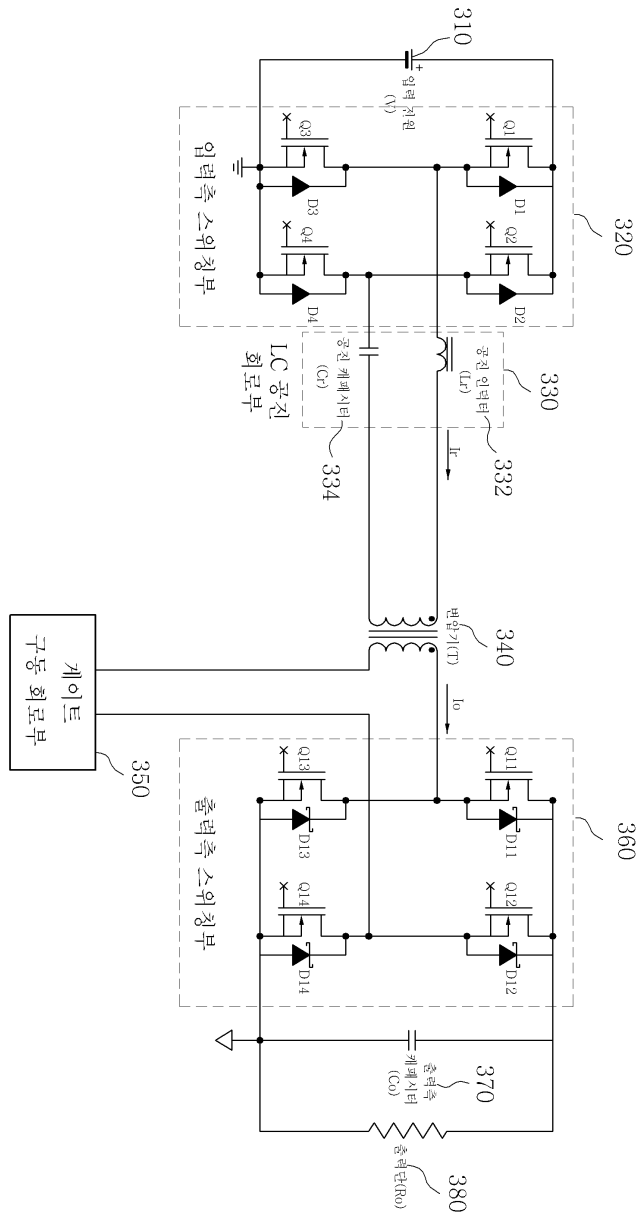 320
360
310
+
입력 전원
(V)
Q1
D1
Q2
D2
Q3
D3
Q4
D4
입력측 스위칭부
330
332
공진 인덕터
(Lr)
공진 캐패시터
(Cr)
334
LC 공진
회로부
Ir
340
변압기(T)
Io
게이트
구동 회로부
350
Q11
D11
Q12
D12
Q13
D13
Q14
D14
출력측 스위칭부
370
출력측
캐패시터
(Co)
380
출력단(Ro)